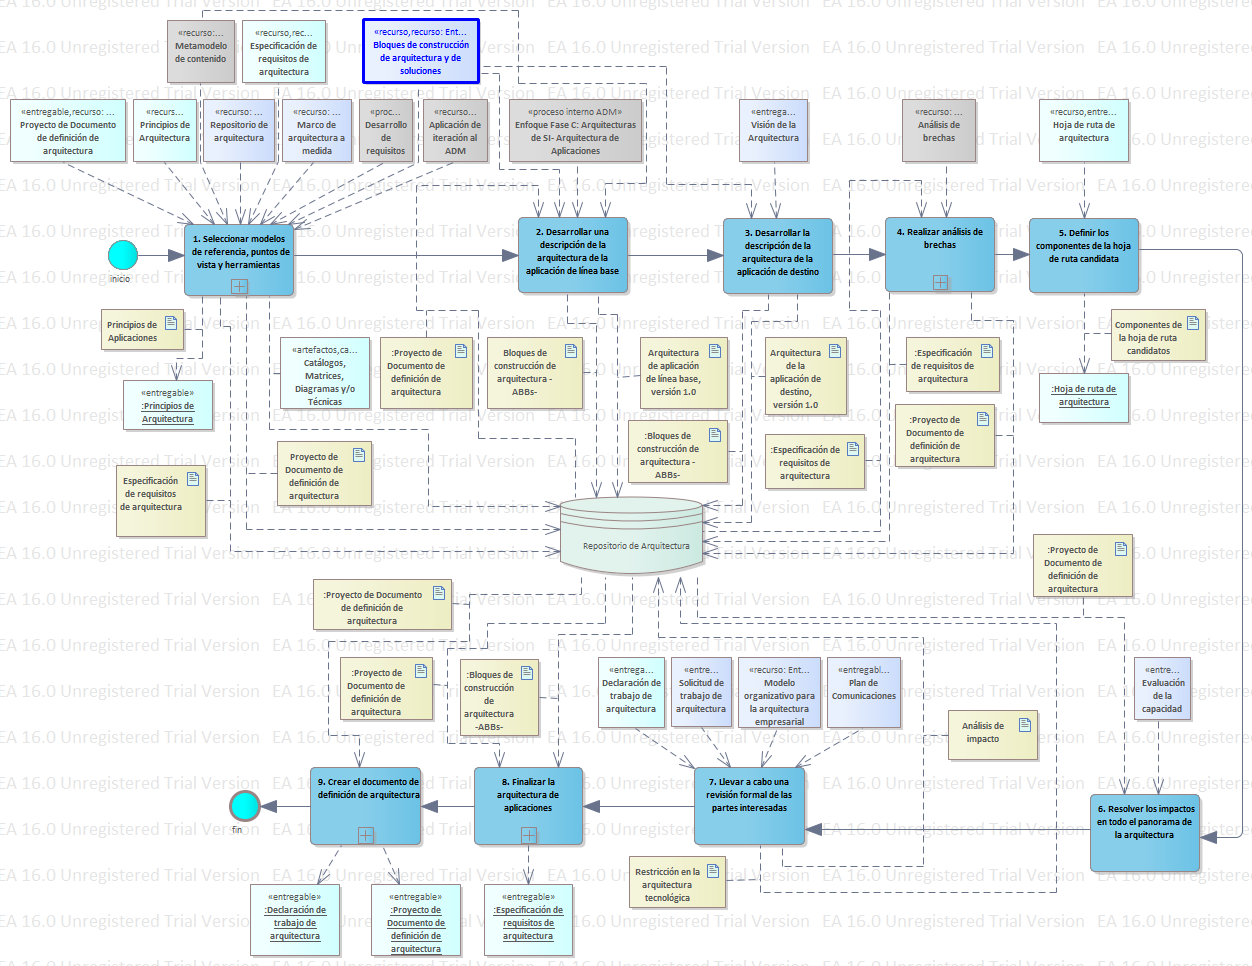 EA 16.0 Unregistered Trial Version
«recurso:...
Metamodelo
de contenido
«recurso,rec...
Especificación de
requisitos de
arquitectura
«recurso,recurso: Ent...
Bloques de construcción
de arquitectura y de
soluciones
«entregable,recurso: ...
Proyecto de Documento
de definición de
arquitectura
«recurs...
Principios de
Arquitectura
«recurso: ...
Repositorio de
arquitectura
«recurso: ...
Marco de
arquitectura a
medida
«proc...
Desarrollo
de
requisitos
«recurso...
Aplicación de
iteración al
ADM
«proceso interno ADM»
Enfoque Fase C: Arquitecturas
de SI- Arquitectura de
Aplicaciones
«entrega...
Visión de la
Arquitectura
«recurso: ...
Análisis de
brechas
«recurso,entre...
Hoja de ruta de
arquitectura
inicio
1. Seleccionar modelos
de referencia, puntos de
vista y herramientas
2. Desarrollar una
descripción de la
arquitectura de la
aplicación de línea base
3. Desarrollar la
descripción de la
arquitectura de la
aplicación de destino
4. Realizar análisis de
brechas
5. Definir los
componentes de la hoja
de ruta candidata
Principios de
Aplicaciones
«entregable»
:Principios de
Arquitectura
«artefactos,ca...
Catálogos,
Matrices,
Diagramas y/o
Técnicas
:Proyecto de
Documento de
definición de
arquitectura
Bloques de
construcción de
arquitectura -
ABBs-
Arquitectura
de aplicación
de línea base,
versión 1.0
Arquitectura
de la
aplicación de
destino,
versión 1.0
:Especificación
de requisitos de
arquitectura
Componentes de
la hoja de ruta
candidatos
:Hoja de ruta de
arquitectura
:Proyecto de
Documento de
definición de
arquitectura
:Bloques de
construcción de
arquitectura -
ABBs-
:Especificación de
requisitos de
arquitectura
Proyecto de
Documento de
definición de
arquitectura
Especificación
de requisitos
de arquitectura
Repositorio de Arquitectura
:Proyecto de
Documento de
definición de
arquitectura
:Proyecto de Documento
de definición de
arquitectura
:Proyecto de
Documento de
definición de
arquitectura
:Bloques de
construcción
de
arquitectura
-ABBs-
«entrega...
Declaración de
trabajo de
arquitectura
«entre...
Solicitud de
trabajo de
arquitectura
«recurso: Ent...
Modelo
organizativo para
la arquitectura
empresarial
«entregabl...
Plan de
Comunicaciones
Análisis de
impacto
«entre...
Evaluación
de la
capacidad
fin
9. Crear el documento de
definición de arquitectura
8. Finalizar la
arquitectura de
aplicaciones
7. Llevar a cabo una
revisión formal de las
partes interesadas
6. Resolver los impactos
en todo el panorama de
la arquitectura
Restricción en la
arquitectura
tecnológica
«entregable»
:Declaración de
trabajo de
arquitectura
«entregable»
:Proyecto de
Documento de
definición de
arquitectura
«entregable»
:Especificación de
requisitos de
arquitectura